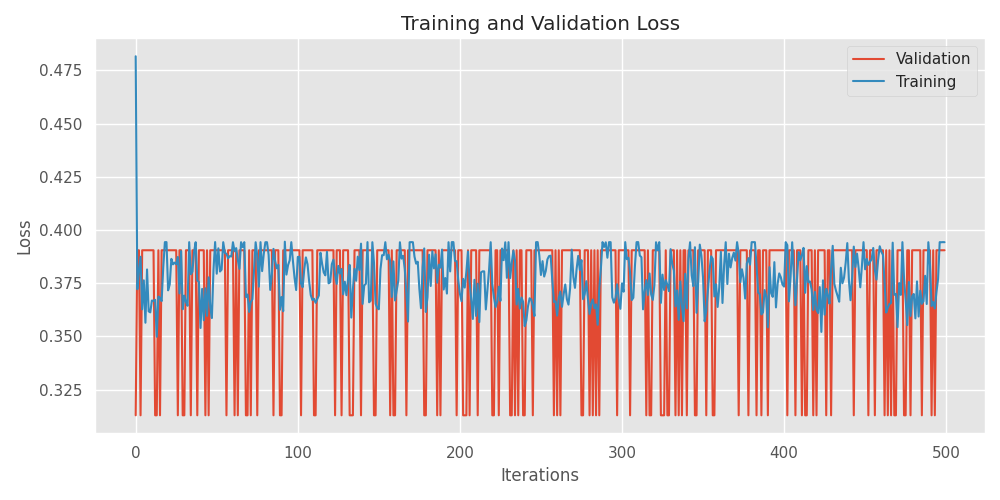 Training and Validation Loss
Validation
Training
0.475
0.450
0.425
0.400
0.375
0.350
0.325
Loss
0 100 200 300 400 500
Iterations